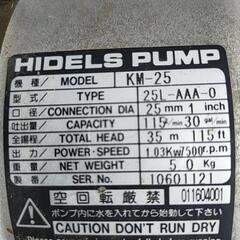 HIDELS PUMP
機種 MODEL KM-25
型式 TYPE 25L-AAA-0
口径 CONNECTION DIA 25 mm 1 inch
吐出量 CAPACITY 115 ℓ/min 30 gal/min
全揚程 TOTAL HEAD 35 m 115 ft
出力 POWER·SPEED 1.03Kw/7500 r.p.m
重量 NET WEIGHT 5.0 Kg
製番 SERIAL No. 10601121
空回転厳禁 011604001
ポンプ内に水を入れてから始動して下さい
CAUTION DON'T RUN DRY